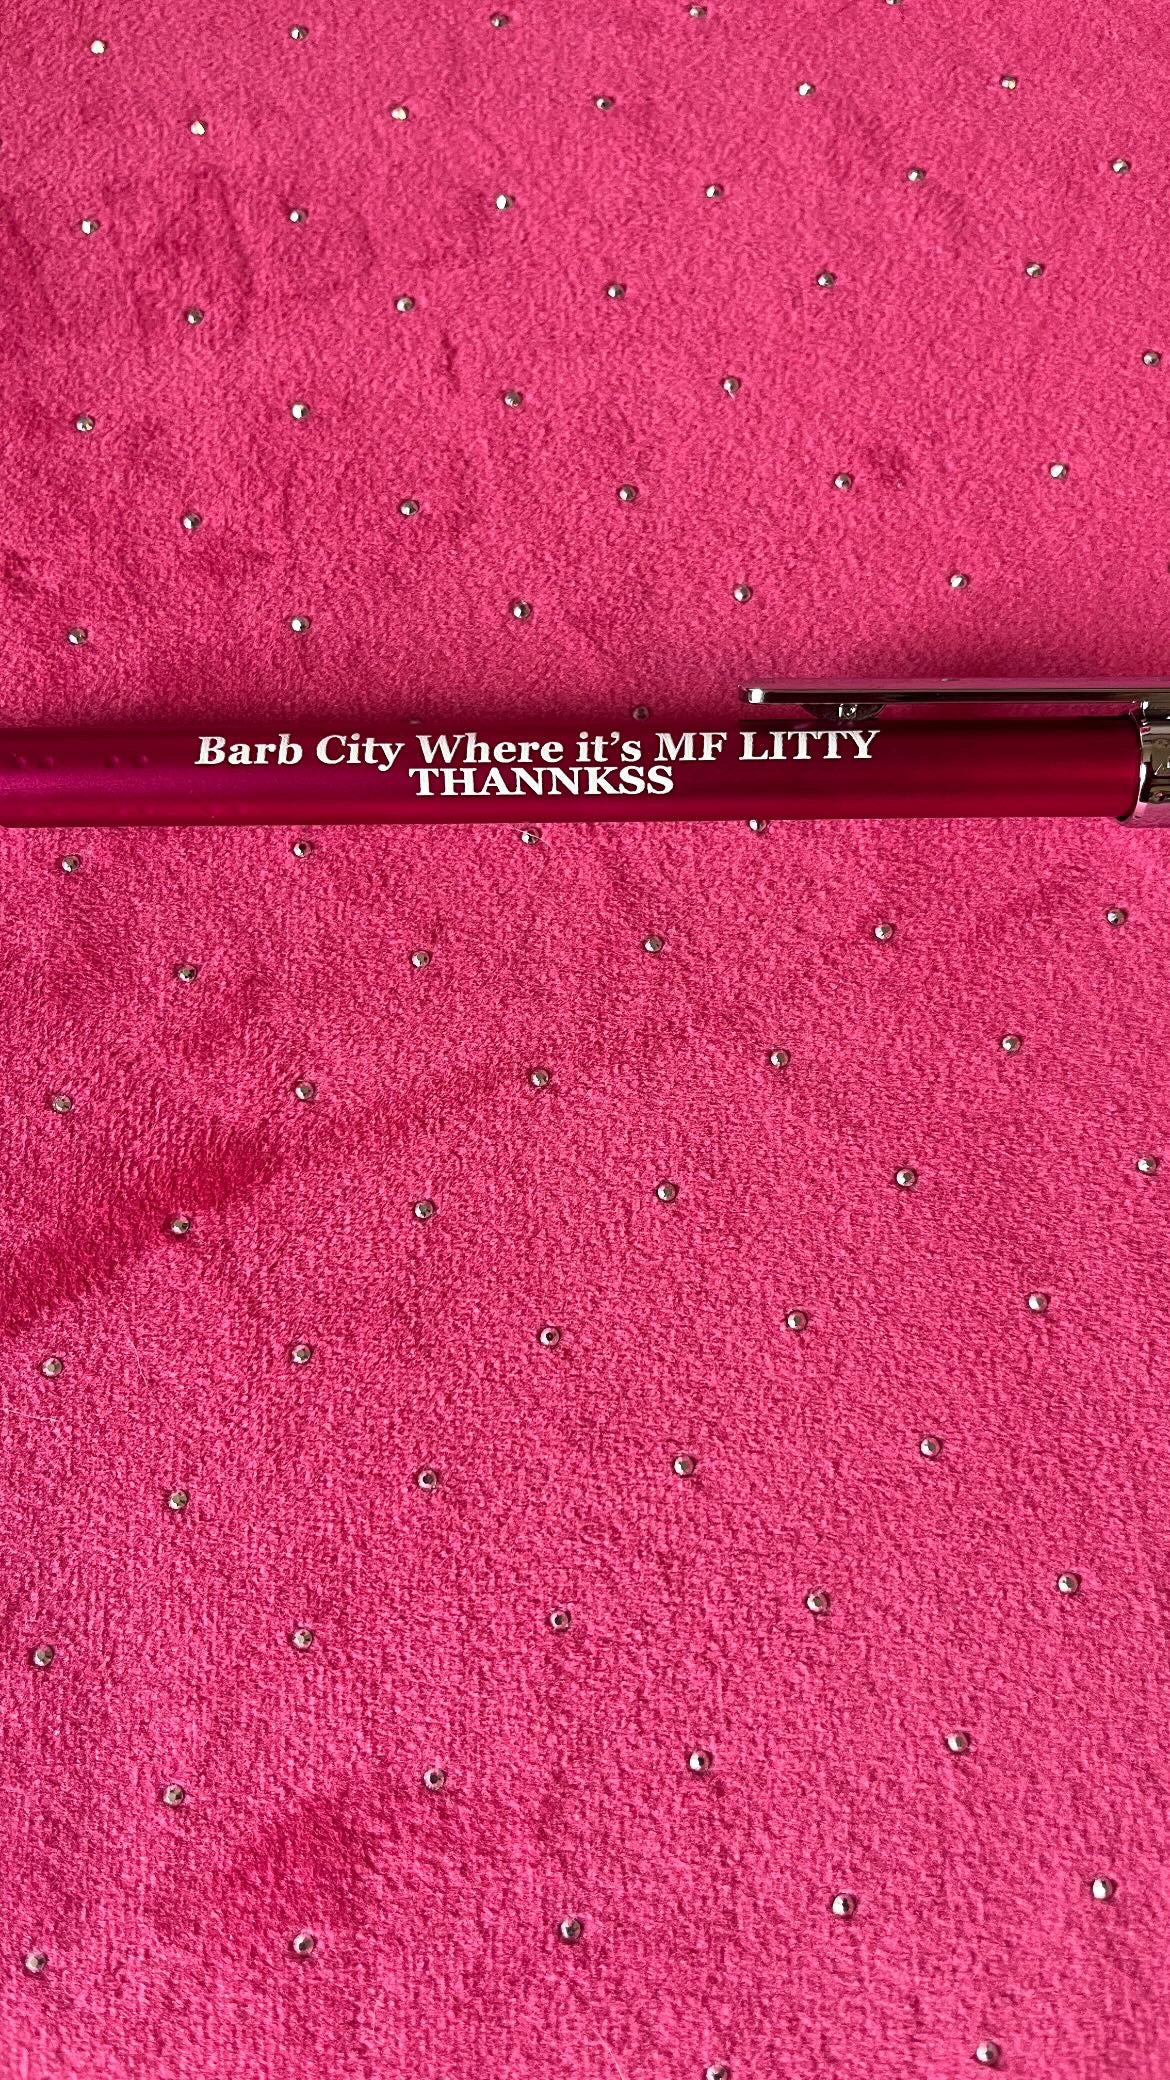 Barb City Where it's MF LITTY
THANNKSS